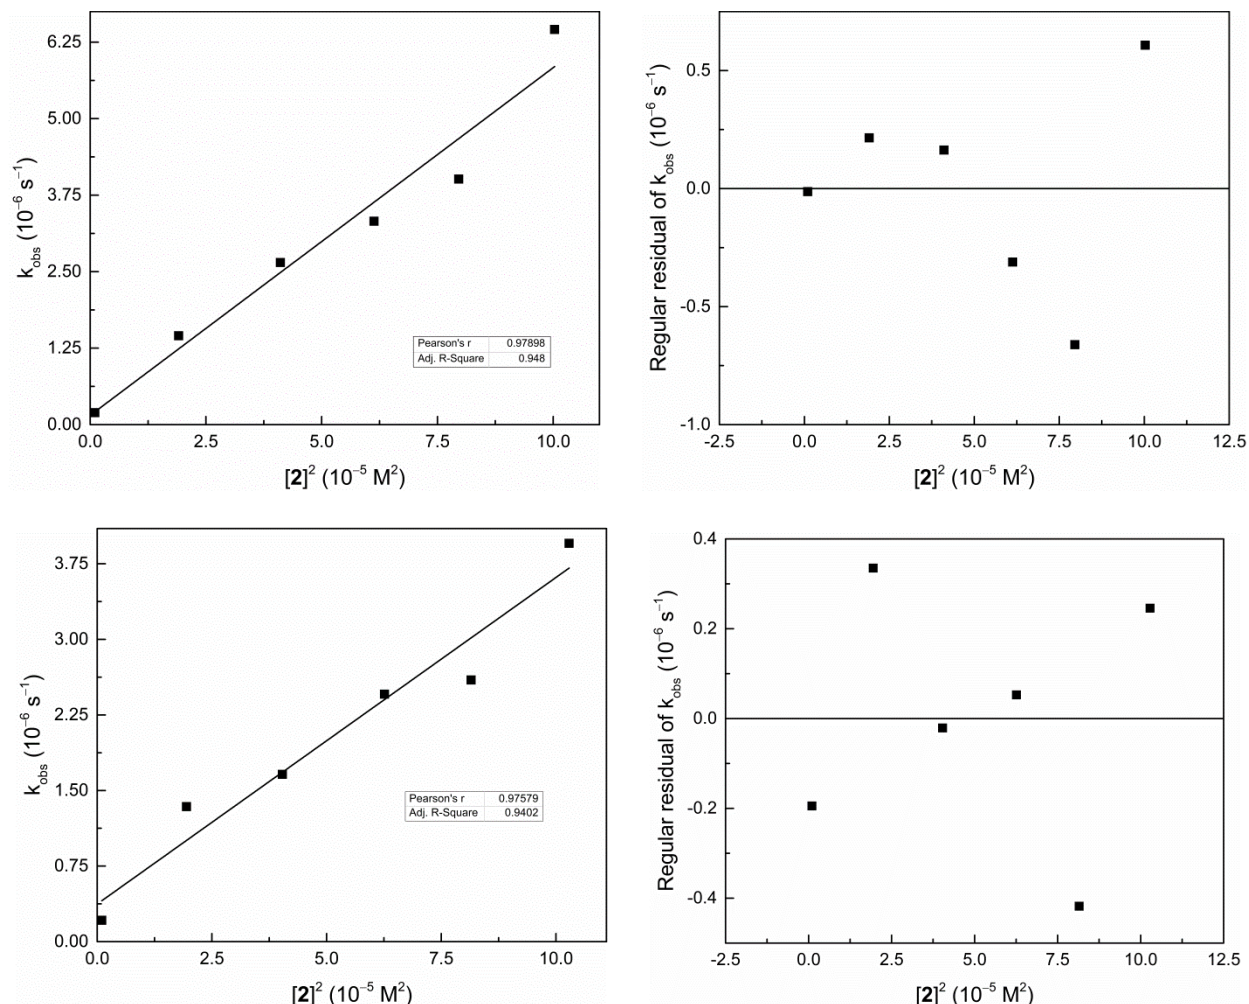 6.25
5.00
3.75
2.50
1.25
0.00
k_obs (10⁻⁶ s⁻¹)
Pearson's r 0.97898
Adj. R-Square 0.948
0.0 2.5 5.0 7.5 10.0
[2]² (10⁻⁵ M²)
0.5
0.0
-0.5
-1.0
Regular residual of k_obs (10⁻⁶ s⁻¹)
-2.5 0.0 2.5 5.0 7.5 10.0 12.5
[2]² (10⁻⁵ M²)
3.75
3.00
2.25
1.50
0.75
0.00
k_obs (10⁻⁶ s⁻¹)
Pearson's r 0.97579
Adj. R-Square 0.9402
0.0 2.5 5.0 7.5 10.0
[2]² (10⁻⁵ M²)
0.4
0.2
0.0
-0.2
-0.4
Regular residual of k_obs (10⁻⁶ s⁻¹)
-2.5 0.0 2.5 5.0 7.5 10.0 12.5
[2]² (10⁻⁵ M²)